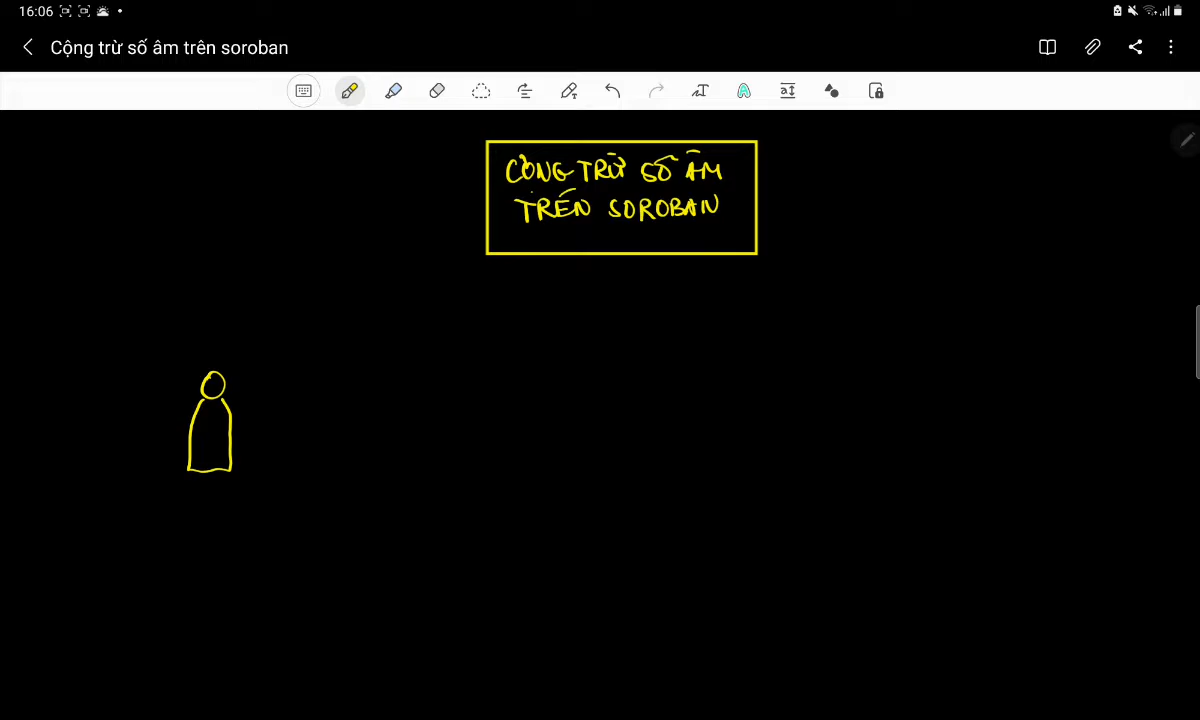 16:06
Cộng trừ số âm trên soroban
CỘNG TRỪ SỐ ÂM
TRÊN SOROBAN